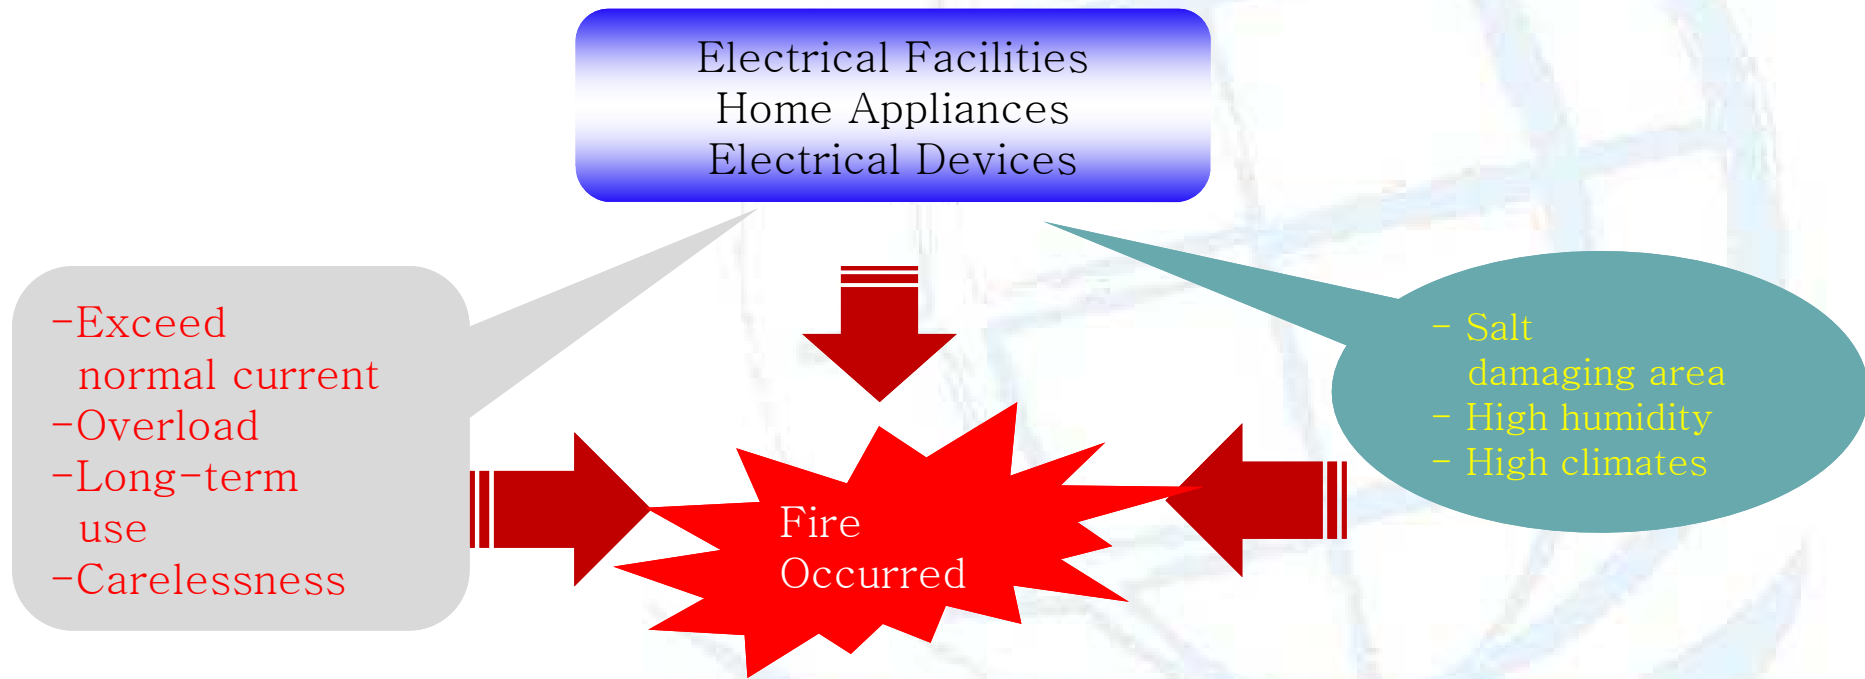 Electrical Facilities
Home Appliances
Electrical Devices
-Exceed
normal current
-Overload
-Long-term
use
-Carelessness
- Salt
damaging area
- High humidity
- High climates
Fire
Occurred